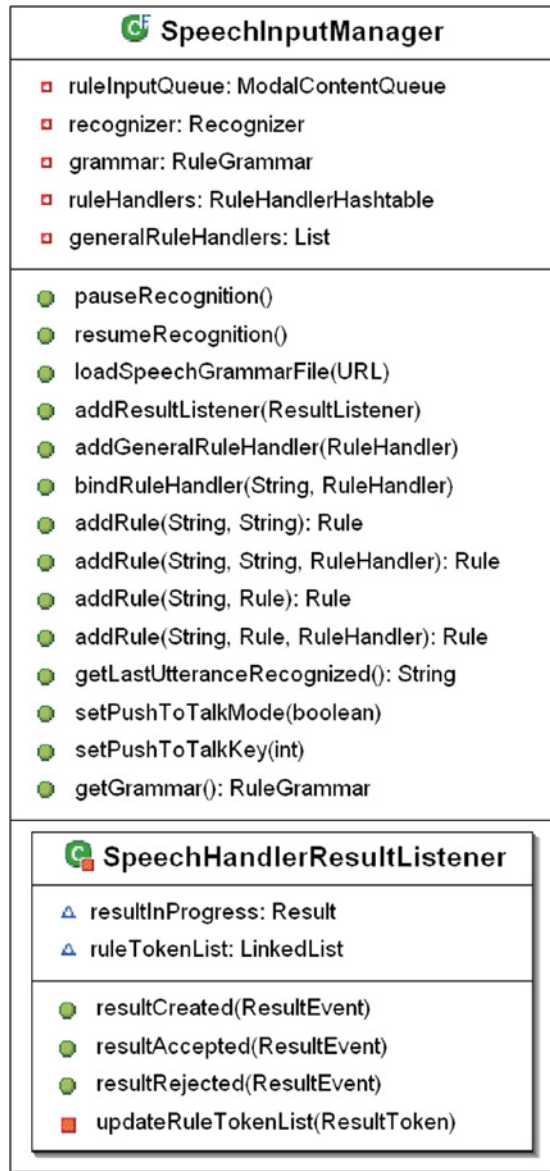 SpeechInputManager
ruleInputQueue: ModalContentQueue
recognizer: Recognizer
grammar: RuleGrammar
ruleHandlers: RuleHandlerHashtable
generalRuleHandlers: List
pauseRecognition()
resumeRecognition()
loadSpeechGrammarFile(URL)
addResultListener(ResultListener)
addGeneralRuleHandler(RuleHandler)
bindRuleHandler(String, RuleHandler)
addRule(String, String): Rule
addRule(String, String, RuleHandler): Rule
addRule(String, Rule): Rule
addRule(String, Rule, RuleHandler): Rule
getLastUtteranceRecognized(): String
setPushToTalkMode(boolean)
setPushToTalkKey(int)
getGrammar(): RuleGrammar
SpeechHandlerResultListener
resultInProgress: Result
ruleTokenList: LinkedList
resultCreated(ResultEvent)
resultAccepted(ResultEvent)
resultRejected(ResultEvent)
updateRuleTokenList(ResultToken)